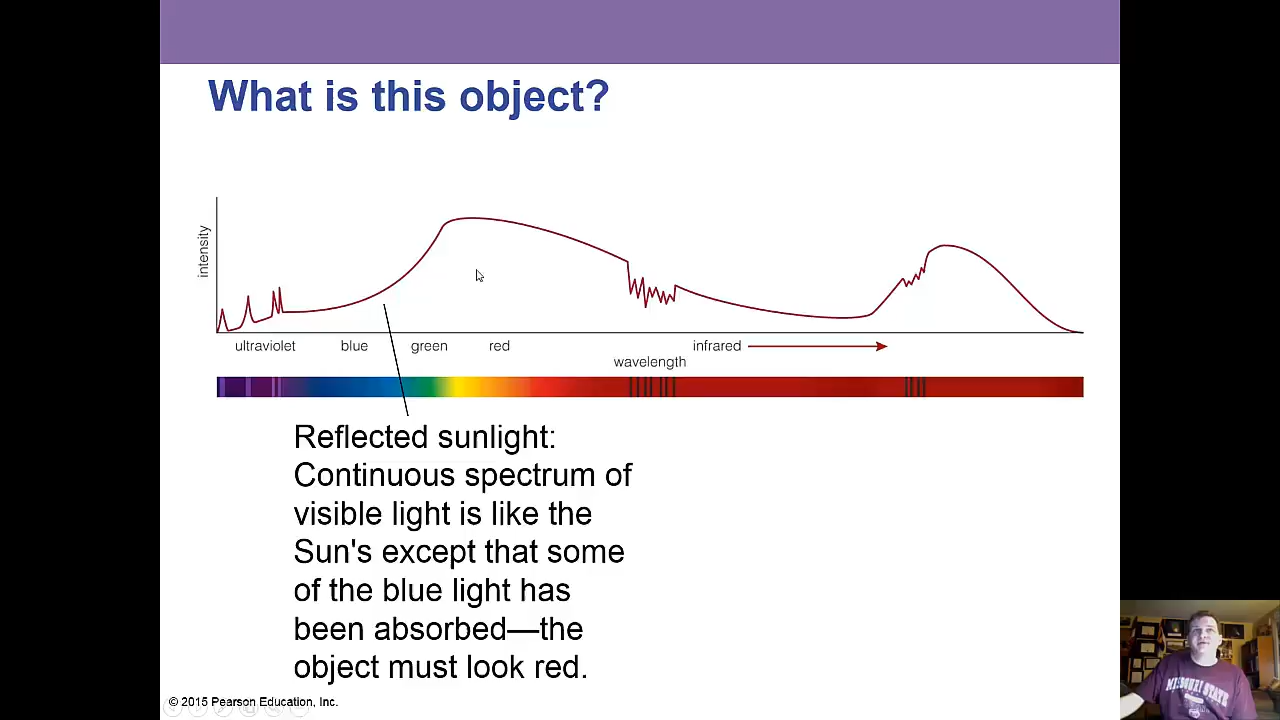 What is this object?
intensity
ultraviolet blue green red infrared
wavelength
Reflected sunlight:
Continuous spectrum of
visible light is like the
Sun's except that some
of the blue light has
been absorbed—the
object must look red.
© 2015 Pearson Education, Inc.
MISSOURI STATE